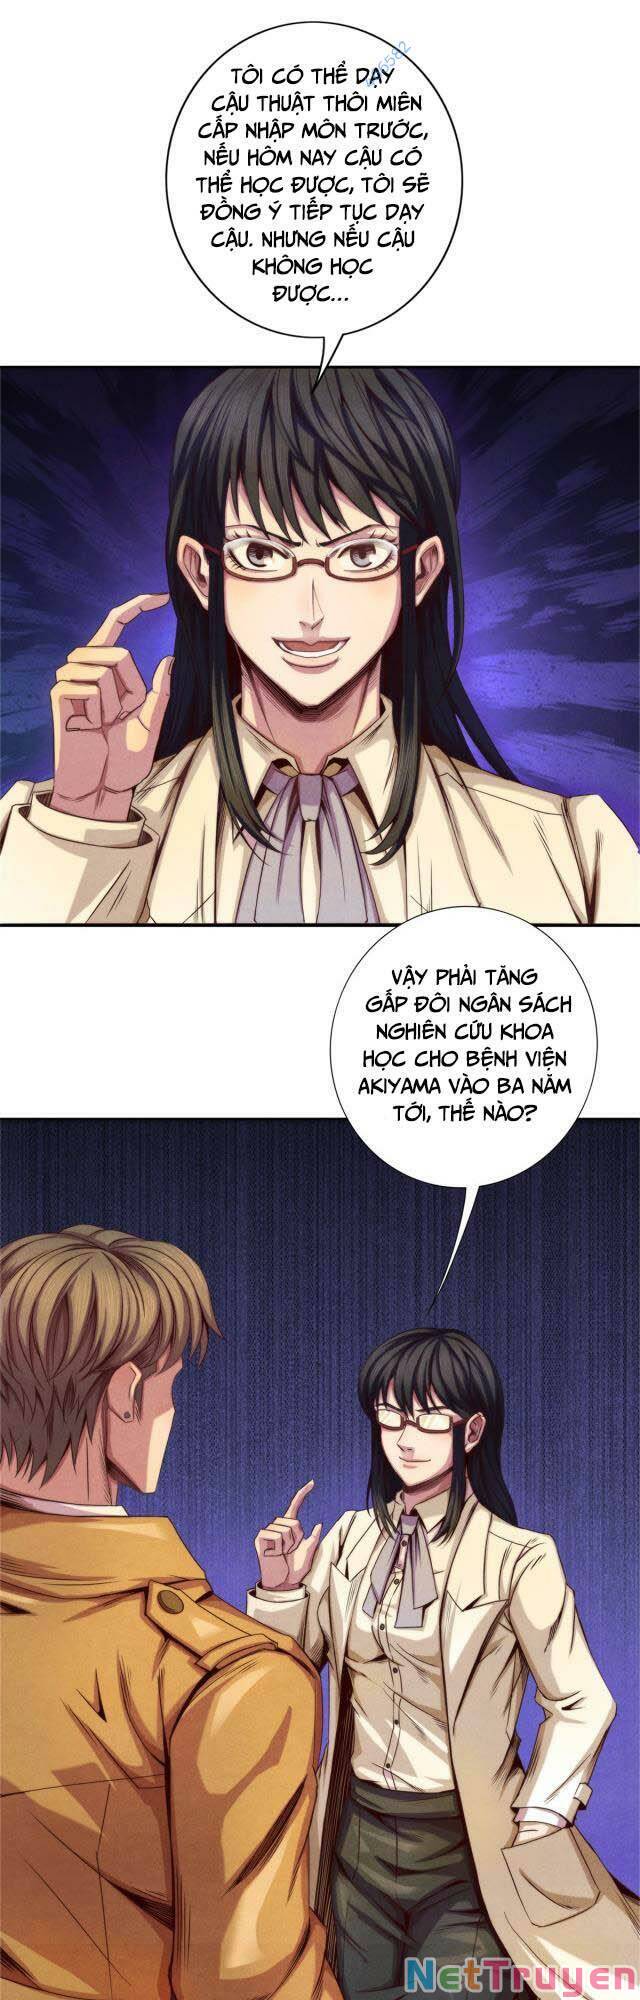 TÔI CÓ THỂ DẠY
CẬU THUẬT THÔI MIÊN
CẤP NHẬP MÔN TRƯỚC,
NẾU HÔM NAY CẬU CÓ
THỂ HỌC ĐƯỢC, TÔI SẼ
ĐỒNG Ý TIẾP TỤC DẠY
CẬU. NHƯNG NẾU CẬU
KHÔNG HỌC
ĐƯỢC...
VẬY PHẢI TĂNG
GẤP ĐÔI NGÂN SÁCH
NGHIÊN CỨU KHOA
HỌC CHO BỆNH VIỆN
AKIYAMA VÀO BA NĂM
TỚI, THẾ NÀO?
NetTruyen